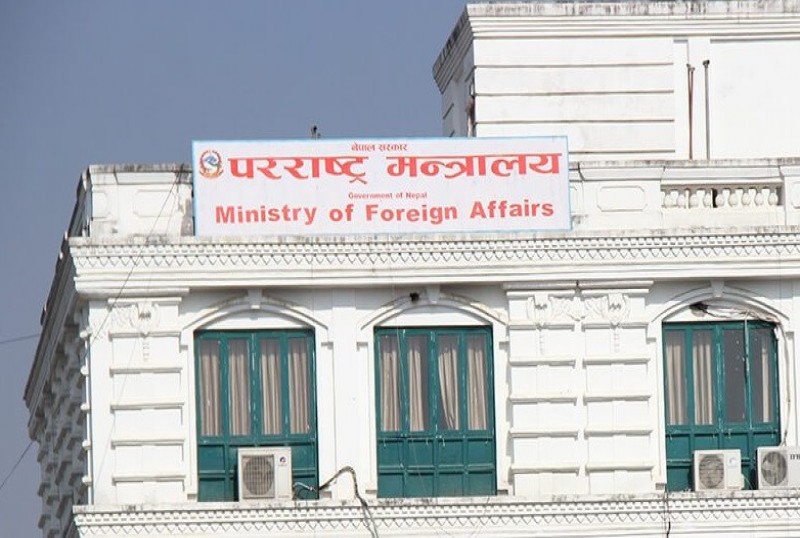 नेपाल सरकार
परराष्ट्र मन्त्रालय
Government of Nepal
Ministry of Foreign Affairs